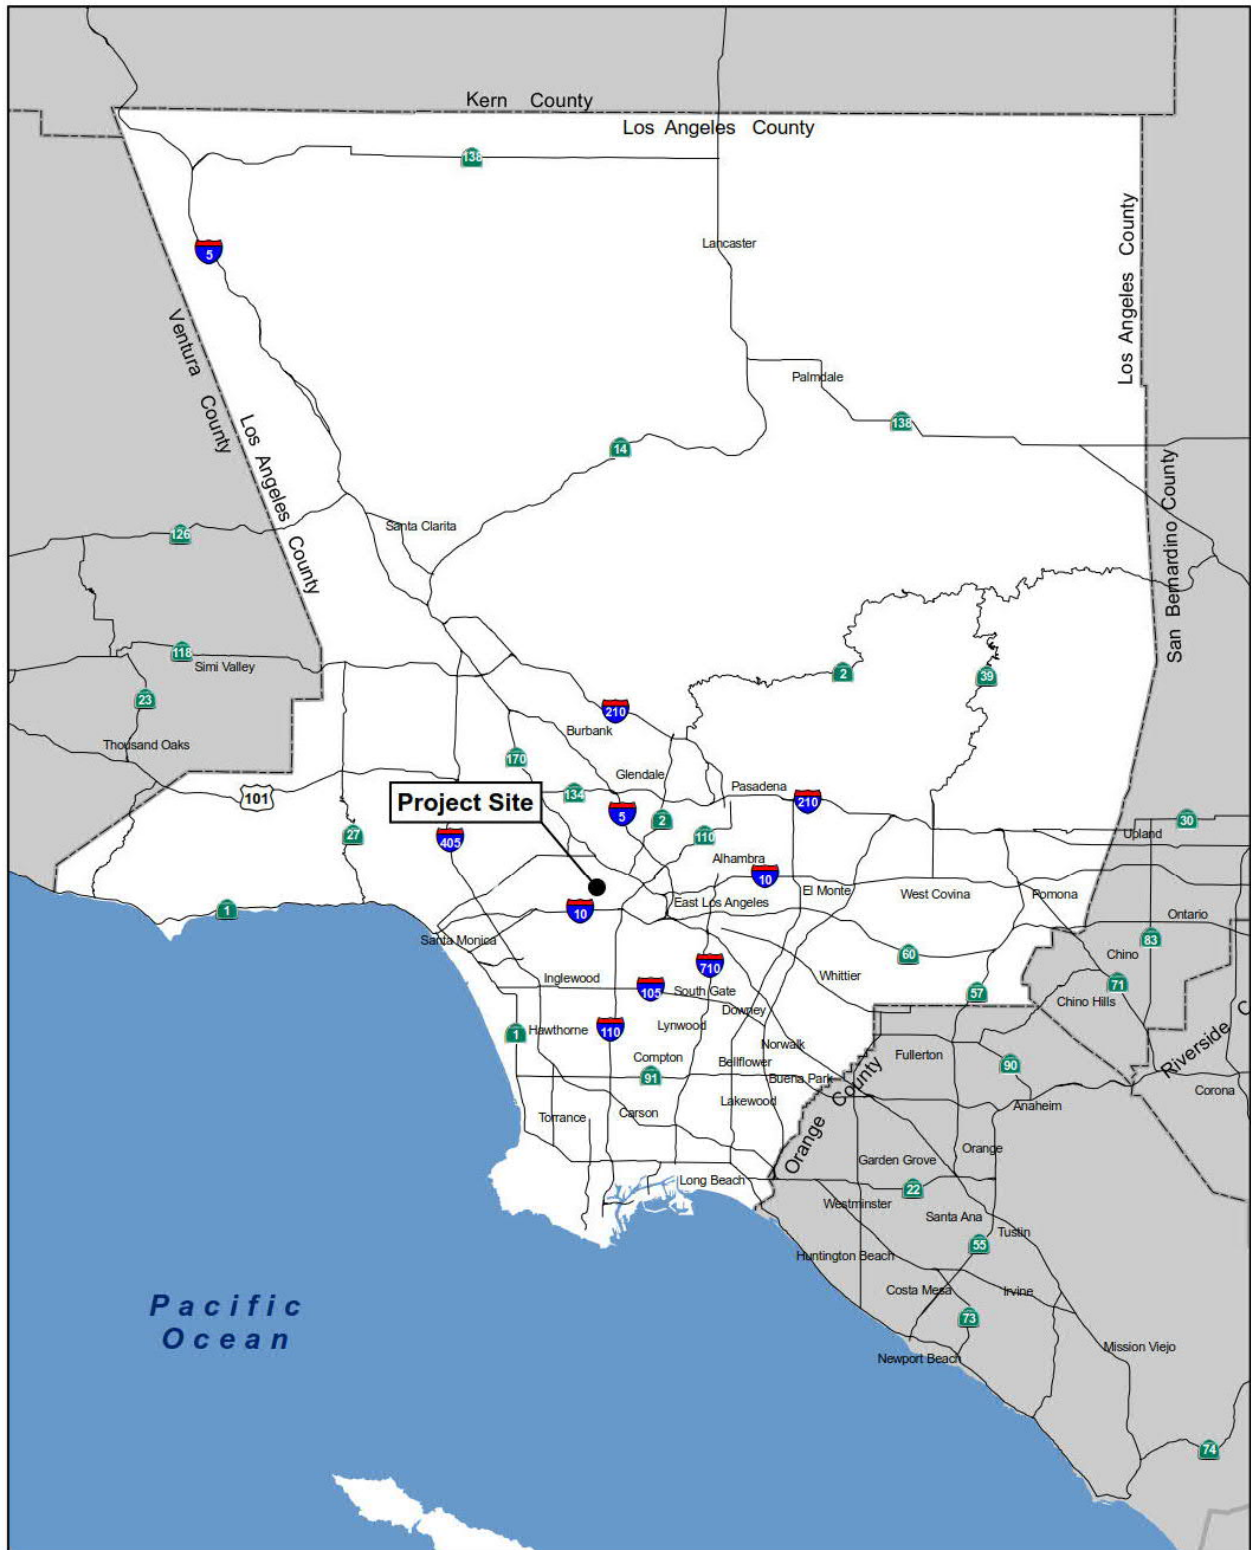 Kern County
Los Angeles County
138
Lancaster
Los Angeles County
5
Ventura County
Palmdale
138
Los Angeles County
14
San Bernardino County
Santa Clarita
126
118
Simi Valley
2
39
23
210
Burbank
Thousand Oaks
170
Glendale
Pasadena
134
210
101
Project Site
5
2
30
27
405
110
Upland
Alhambra
10
El Monte
West Covina
Pomona
East Los Angeles
1
10
Ontario
Santa Monica
83
60
Chino
710
Whittier
Inglewood
71
105
South Gate
57
Chino Hills
Downey
Riverside C
1
Hawthorne
110
Lynwood
Norwalk
Fullerton
Compton
Bellflower
90
91
Buena Park
Corona
Orange County
Lakewood
Anaheim
Torrance
Carson
Orange
Garden Grove
Long Beach
22
Westminster
Santa Ana
Tustin
55
Huntington Beach
Costa Mesa
Irvine
Pacific
Ocean
73
Mission Viejo
Newport Beach
74